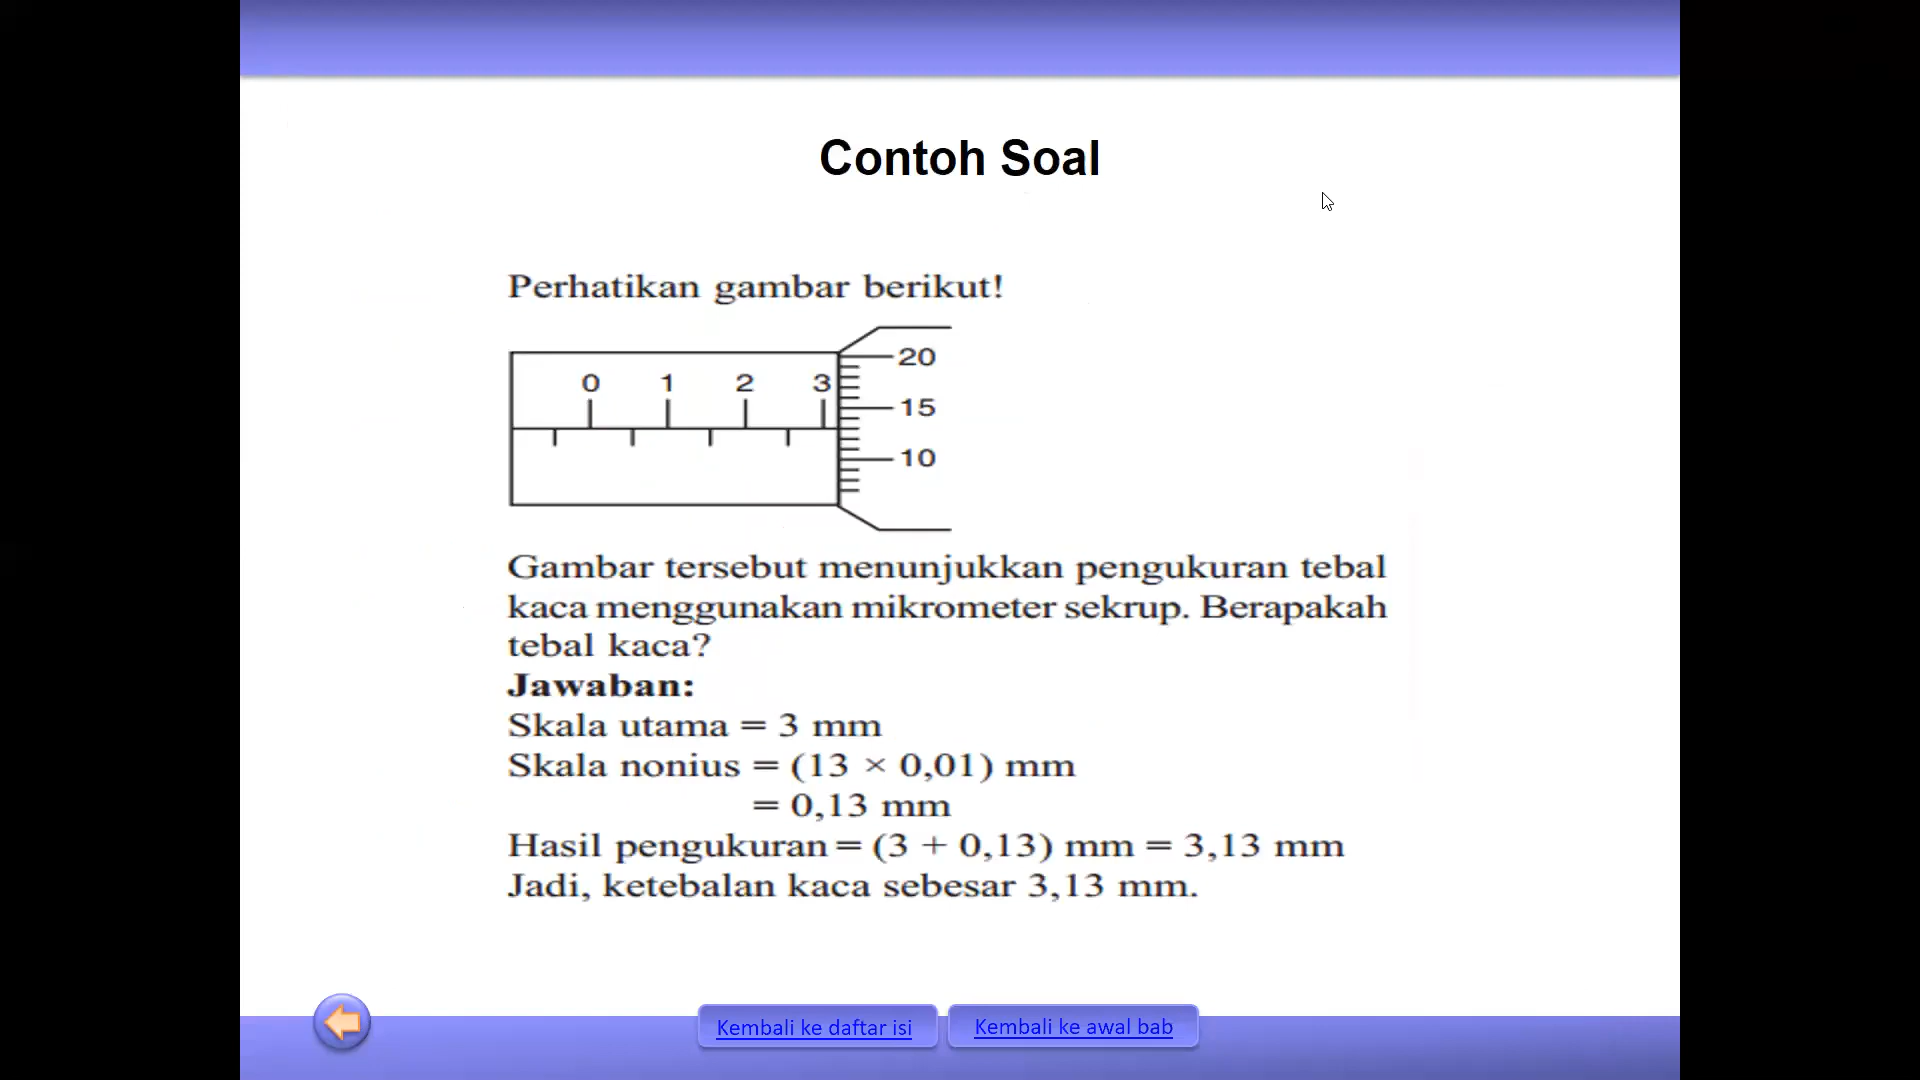 Contoh Soal
Perhatikan gambar berikut!
0 1 2 3
20
15
10
Gambar tersebut menunjukkan pengukuran tebal
kaca menggunakan mikrometer sekrup. Berapakah
tebal kaca?
Jawaban:
Skala utama = 3 mm
Skala nonius = (13 × 0,01) mm
= 0,13 mm
Hasil pengukuran = (3 + 0,13) mm = 3,13 mm
Jadi, ketebalan kaca sebesar 3,13 mm.
Kembali ke daftar isi
Kembali ke awal bab